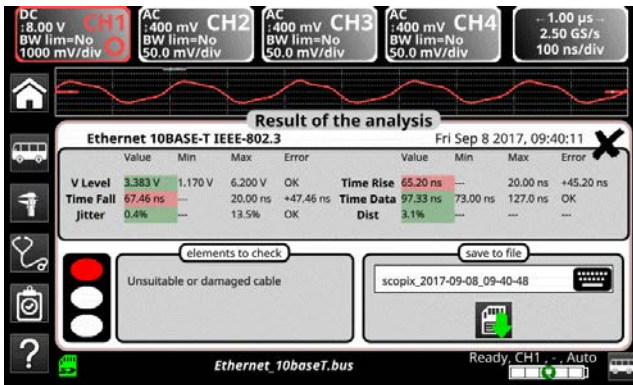 DC
÷8.00 V CH1
BW lim=No
1000 mV/div
AC
÷400 mV CH2
BW lim=No
50.0 mV/div
AC
÷400 mV CH3
BW lim=No
50.0 mV/div
AC
÷400 mV CH4
BW lim=No
50.0 mV/div
←1.00 µs→
2.50 GS/s
100 ns/div
Result of the analysis
Ethernet 10BASE-T IEEE-802.3 Fri Sep 8 2017, 09:40:11
Value Min Max Error Value Min Max Error
V Level 3.383 V 1.170 V 6.200 V OK Time Rise 65.20 ns --- 20.00 ns +45.20 ns
Time Fall 67.46 ns --- 20.00 ns +47.46 ns Time Data 97.33 ns 73.00 ns 127.0 ns OK
Jitter 0.4% --- 13.5% OK Dist 3.1% --- --- ---
elements to check
Unsuitable or damaged cable
save to file
scopix_2017-09-08_09-40-48
?
Ethernet_10baseT.bus
Ready, CH1 , - , Auto